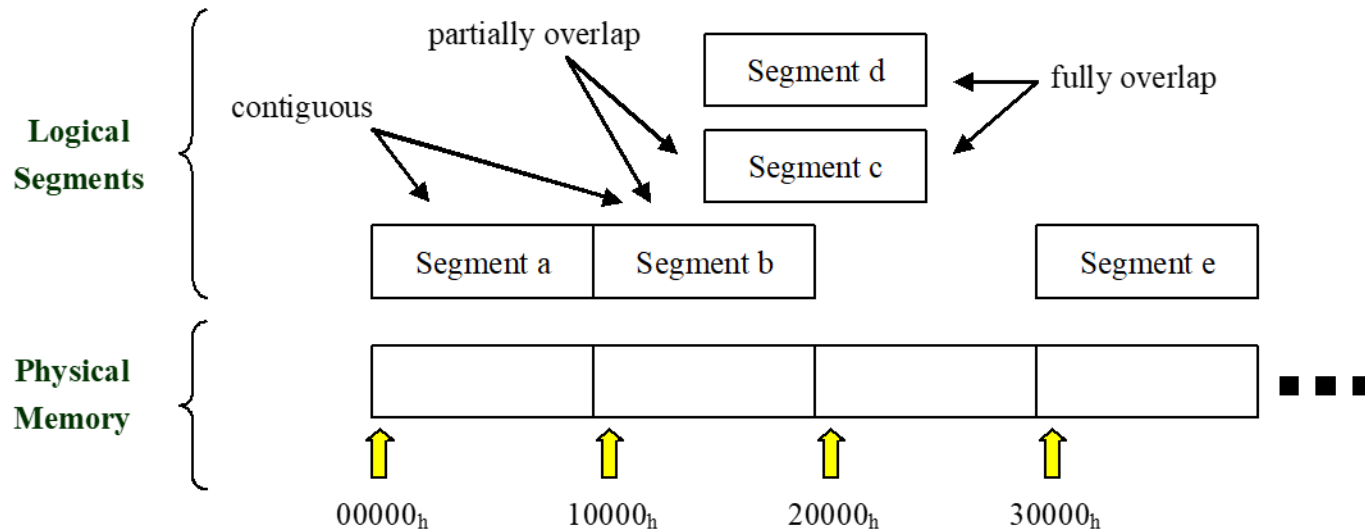 partially overlap
Segment d
fully overlap
contiguous
Logical
Segments
Segment c
Segment a
Segment b
Segment e
Physical
Memory
00000h
10000h
20000h
30000h